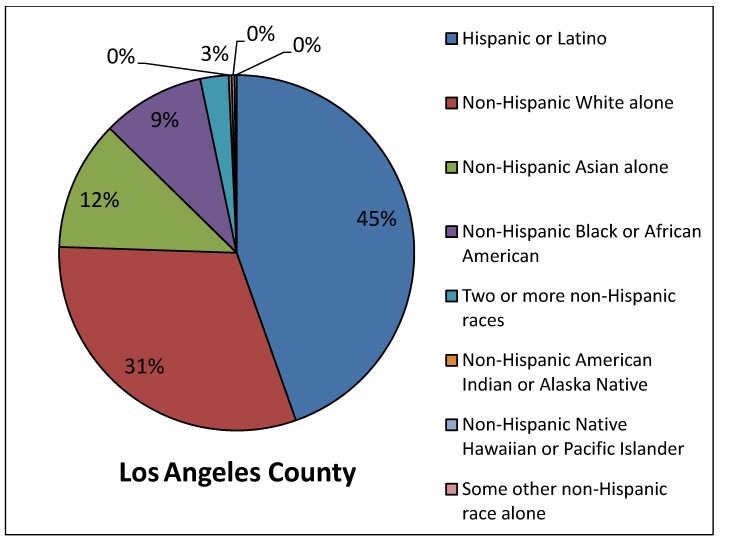 0%
3%
0%
0%
9%
12%
45%
31%
Los Angeles County
Hispanic or Latino
Non-Hispanic White alone
Non-Hispanic Asian alone
Non-Hispanic Black or African
American
Two or more non-Hispanic
races
Non-Hispanic American
Indian or Alaska Native
Non-Hispanic Native
Hawaiian or Pacific Islander
Some other non-Hispanic
race alone